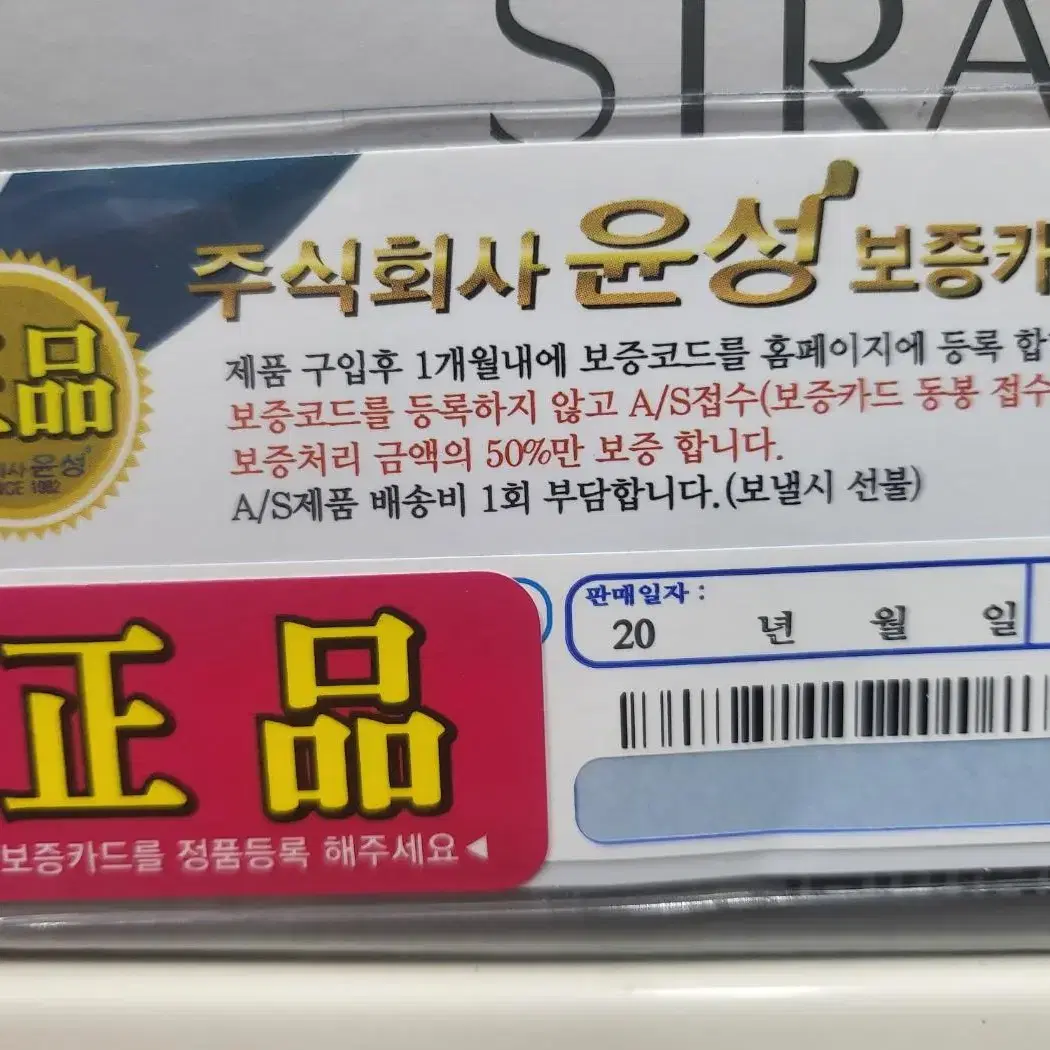 STRA
주식회사 윤성 보증카
品
윤성
제품 구입후 1개월내에 보증코드를 홈페이지에 등록 합
보증코드를 등록하지 않고 A/S접수(보증카드 동봉 접수
보증처리 금액의 50%만 보증 합니다.
A/S제품 배송비 1회 부담합니다.(보낼시 선불)
正品
보증카드를 정품등록 해주세요◀
판매일자 :
20 년 월 일